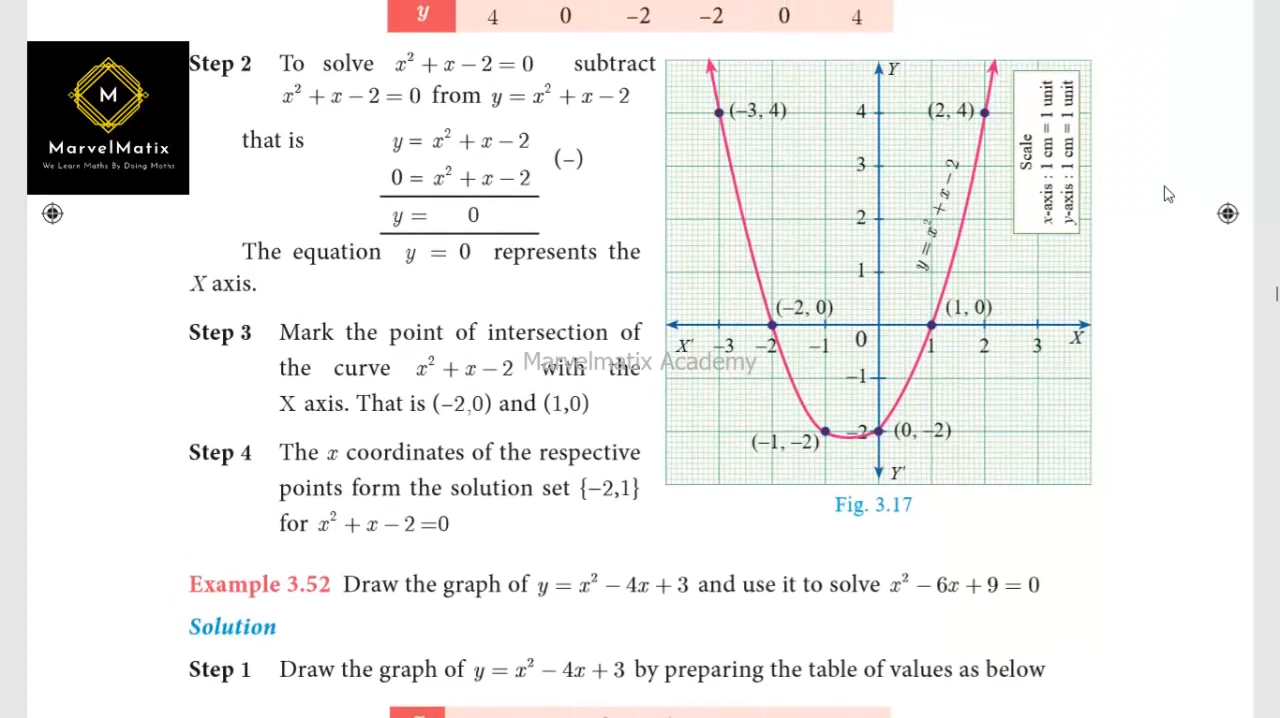 y 4 0 −2 −2 0 4
M
MarvelMatix
We Learn Maths By Doing Maths
Step 2 To solve x² + x − 2 = 0 subtract
x² + x − 2 = 0 from y = x² + x − 2
that is
y = x² + x − 2
0 = x² + x − 2
(−)
y = 0
The equation y = 0 represents the
X axis.
Step 3 Mark the point of intersection of
the curve x² + x − 2 with the
X axis. That is (−2,0) and (1,0)
Step 4 The x coordinates of the respective
points form the solution set {−2,1}
for x² + x − 2 =0
Marvelmatix Academy
Y
(−3, 4)
4
(2, 4)
3
2
1
y = x² + x − 2
Scale
x-axis : 1 cm = 1 unit
y-axis : 1 cm = 1 unit
(−2, 0)
(1, 0)
X′ −3 −2 −1 0 1 2 3 X
−1
−2
(−1, −2)
(0, −2)
Y′
Fig. 3.17
Example 3.52 Draw the graph of y = x² − 4x + 3 and use it to solve x² − 6x + 9 = 0
Solution
Step 1 Draw the graph of y = x² − 4x + 3 by preparing the table of values as below